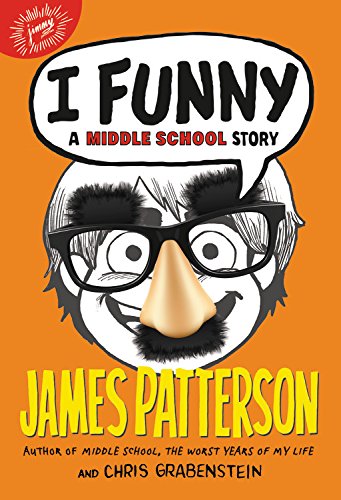 jimmy
I FUNNY
A MIDDLE SCHOOL STORY
JAMES PATTERSON
AUTHOR OF MIDDLE SCHOOL, THE WORST YEARS OF MY LIFE
AND CHRIS GRABENSTEIN